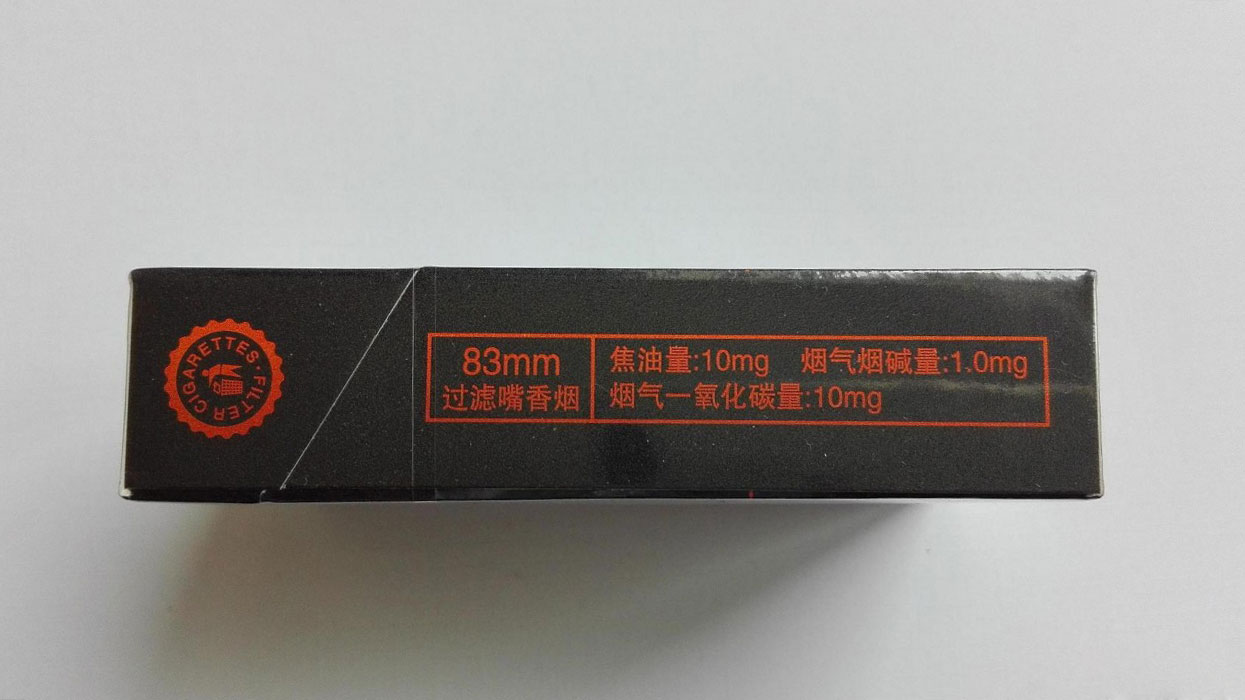 CIGARETTES · FILTER
83mm
过滤嘴香烟
焦油量:10mg 烟气烟碱量:1.0mg
烟气一氧化碳量:10mg